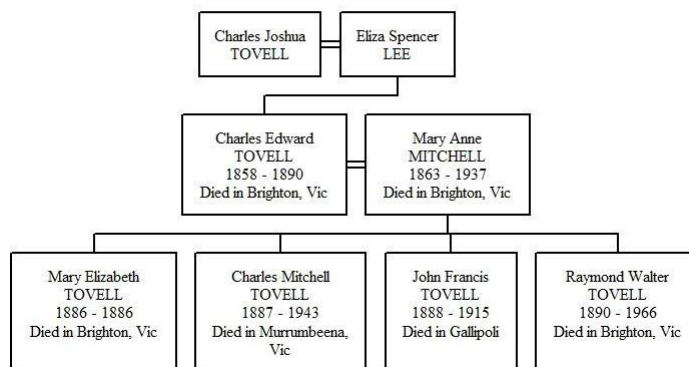 Charles Joshua
TOVELL
Eliza Spencer
LEE
Charles Edward
TOVELL
1858 - 1890
Died in Brighton, Vic
Mary Anne
MITCHELL
1863 - 1937
Died in Brighton, Vic
Mary Elizabeth
TOVELL
1886 - 1886
Died in Brighton, Vic
Charles Mitchell
TOVELL
1887 - 1943
Died in Murrumbeena,
Vic
John Francis
TOVELL
1888 - 1915
Died in Gallipoli
Raymond Walter
TOVELL
1890 - 1966
Died in Brighton, Vic